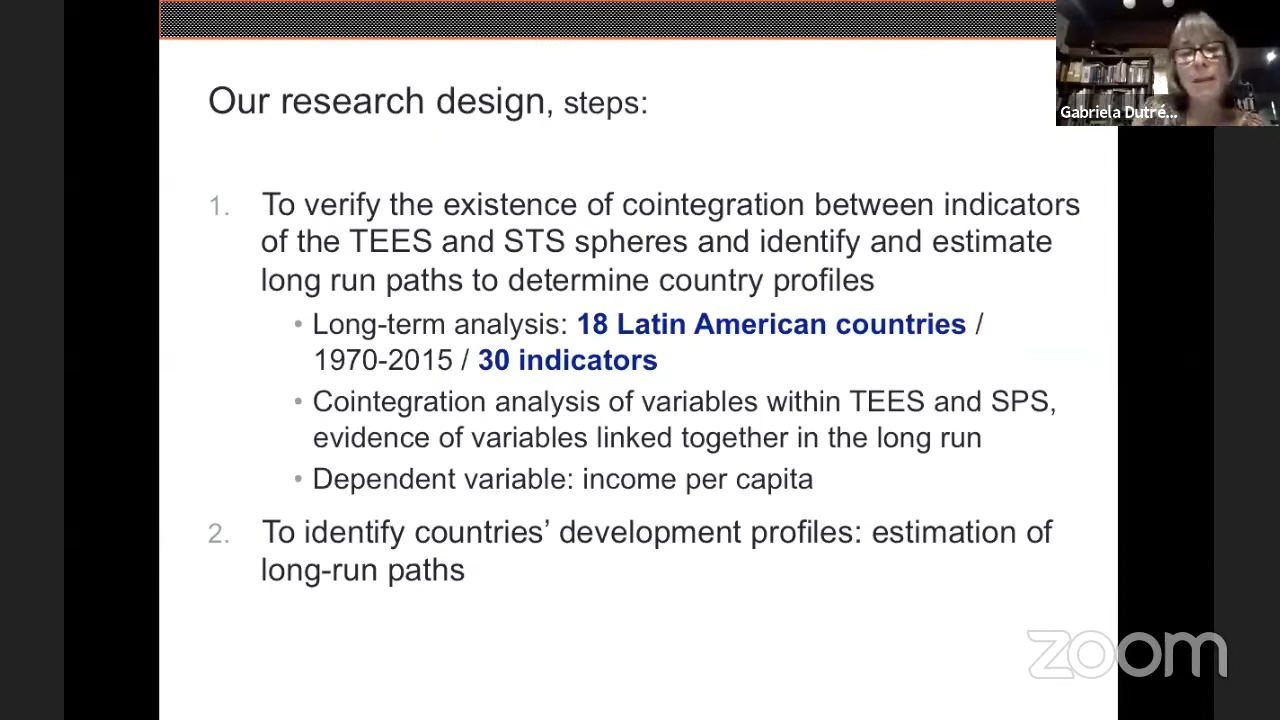 Our research design, steps:
Gabriela Dutré...
1. To verify the existence of cointegration between indicators
of the TEES and STS spheres and identify and estimate
long run paths to determine country profiles
• Long-term analysis: 18 Latin American countries /
1970-2015 / 30 indicators
• Cointegration analysis of variables within TEES and SPS,
evidence of variables linked together in the long run
• Dependent variable: income per capita
2. To identify countries’ development profiles: estimation of
long-run paths
zoom